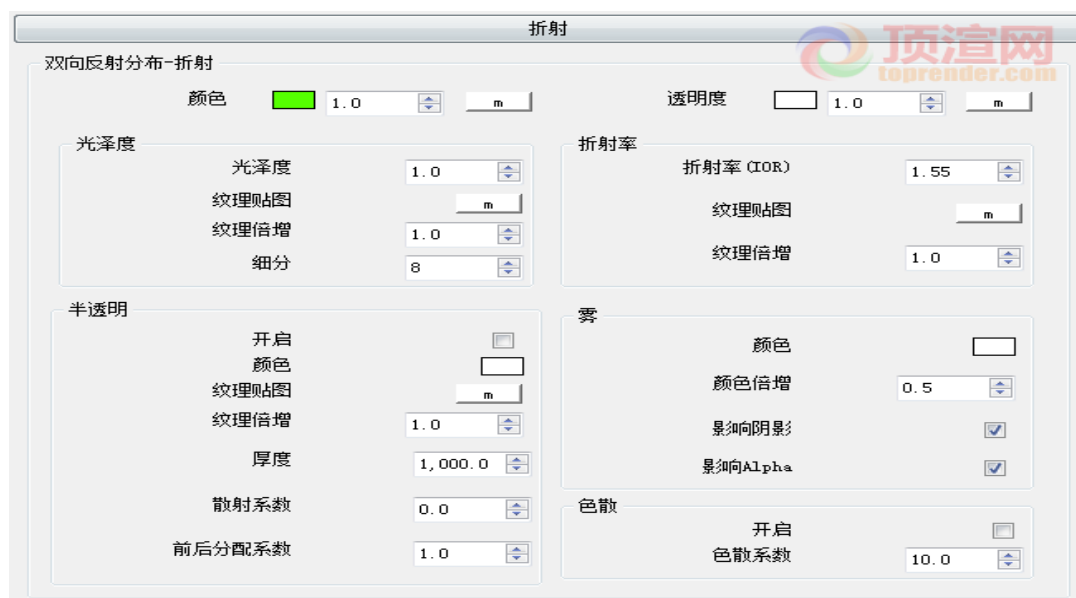 折射
顶渲网
toprender.com
双向反射分布-折射
颜色 1.0 m
透明度 1.0 m
光泽度
光泽度 1.0
纹理贴图 m
纹理倍增 1.0
细分 8
折射率
折射率(IOR) 1.55
纹理贴图 m
纹理倍增 1.0
半透明
开启
颜色
纹理贴图 m
纹理倍增 1.0
厚度 1,000.0
散射系数 0.0
前后分配系数 1.0
雾
颜色
颜色倍增 0.5
影响阴影
影响Alpha
色散
开启
色散系数 10.0